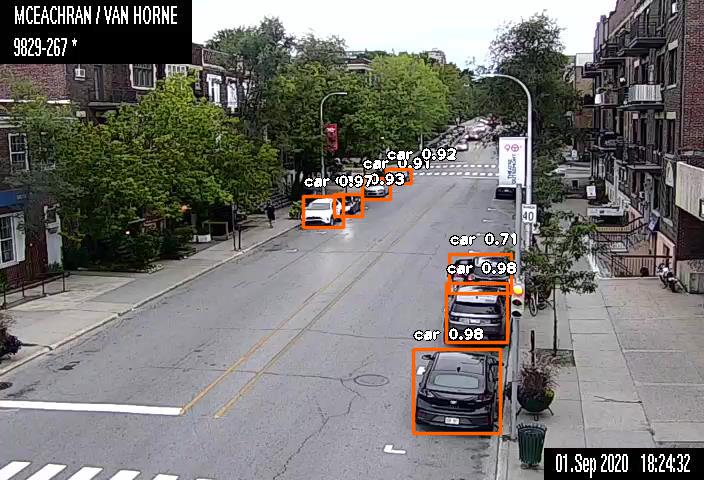 MCEACHRAN / VAN HORNE
9829-267 *
car 0.92
car 0.91
car 0.97
0.93
car 0.71
40
car 0.98
car 0.98
01.Sep 2020 18:24:32